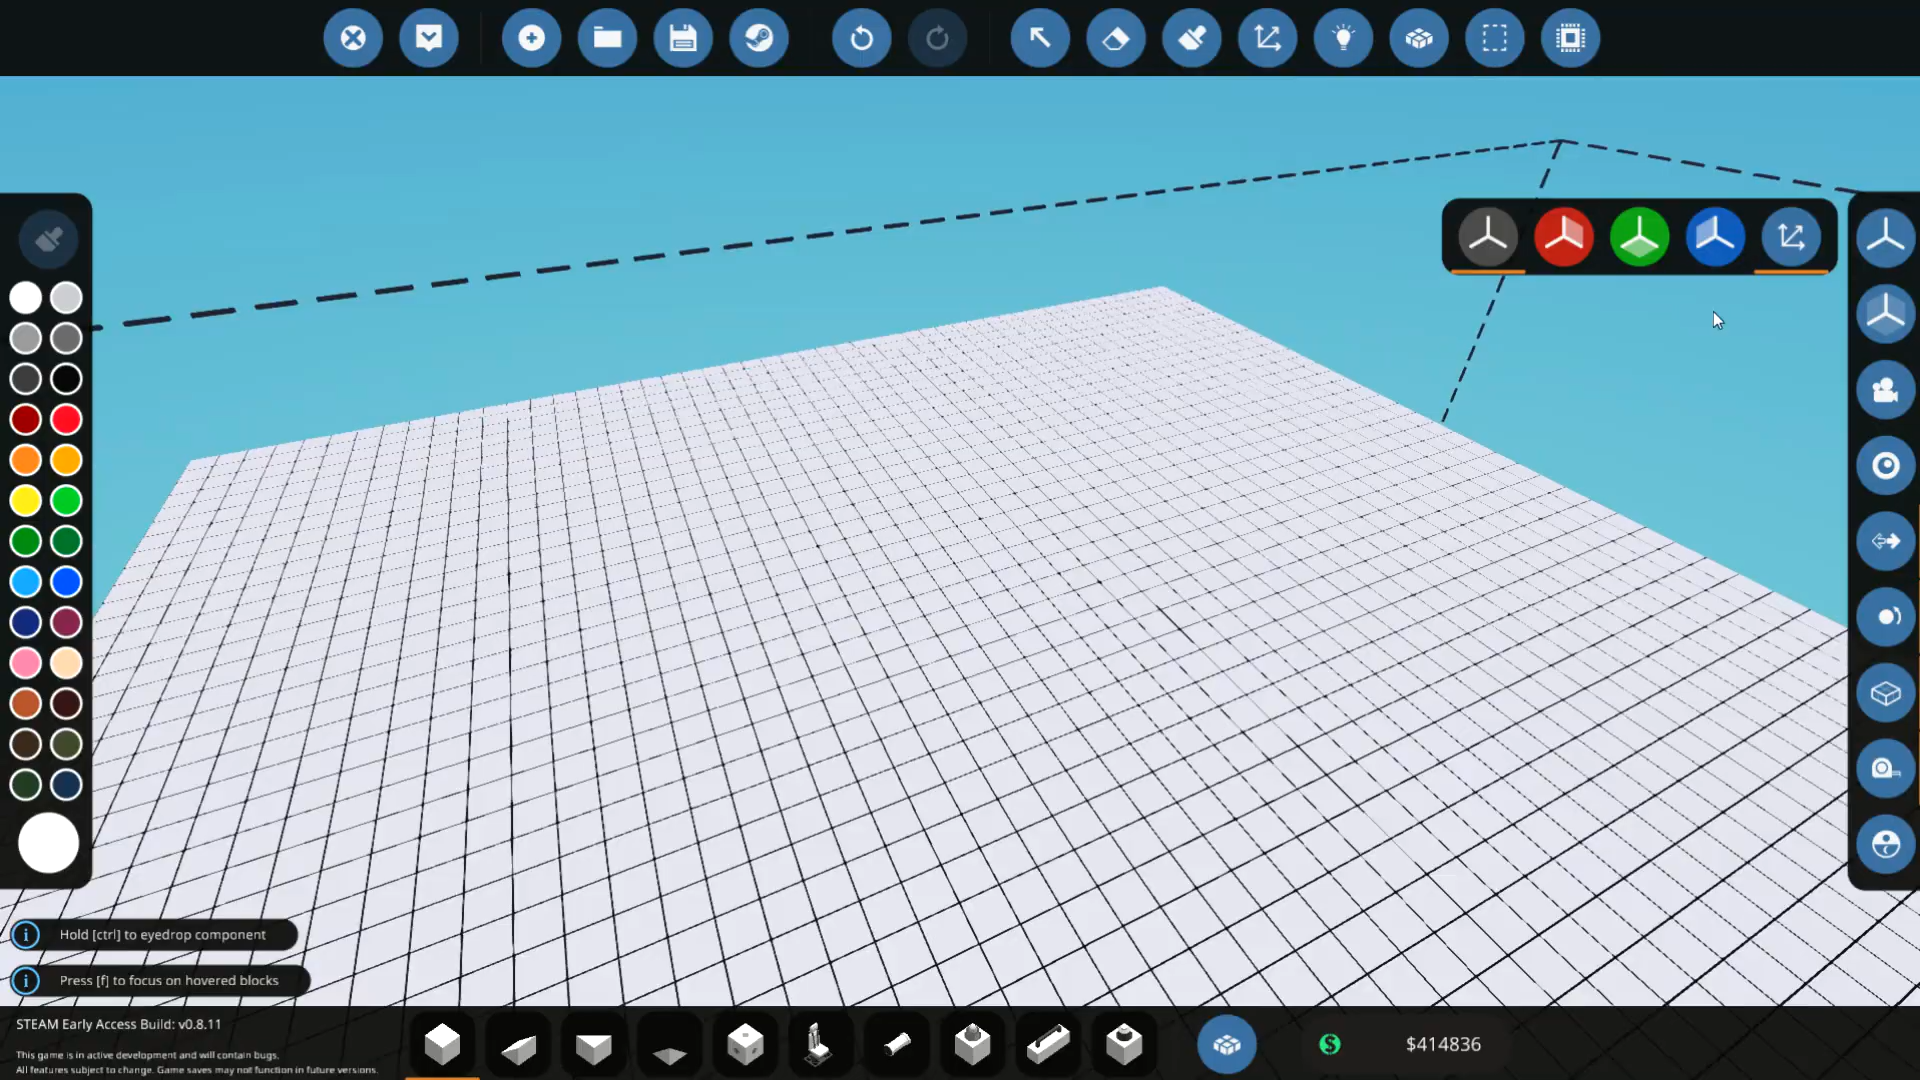 Hold [ctrl] to eyedrop component
Press [f] to focus on hovered blocks
STEAM Early Access Build: v0.8.11
This game is in active development and will contain bugs.
All features subject to change. Game saves may not function in future versions.
$414836